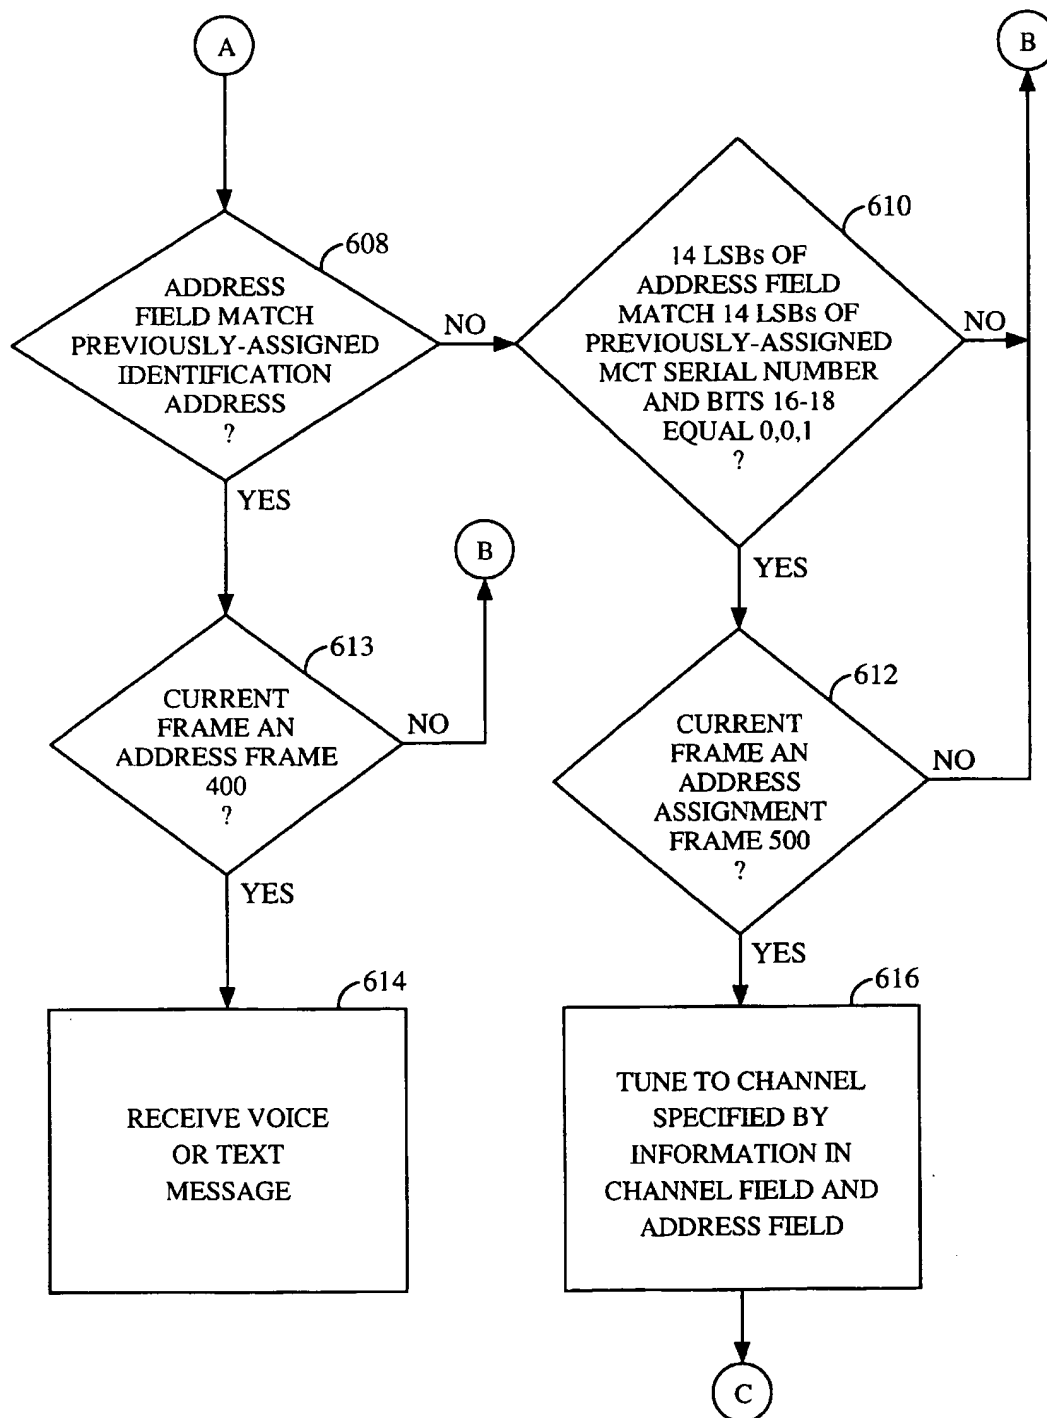 A
B
608
ADDRESS
FIELD MATCH
PREVIOUSLY-ASSIGNED
IDENTIFICATION
ADDRESS
?
NO
YES
610
14 LSBs OF
ADDRESS FIELD
MATCH 14 LSBs OF
PREVIOUSLY-ASSIGNED
MCT SERIAL NUMBER
AND BITS 16-18
EQUAL 0,0,1
?
NO
YES
B
613
CURRENT
FRAME AN
ADDRESS FRAME
400
?
NO
YES
612
CURRENT
FRAME AN
ADDRESS
ASSIGNMENT
FRAME 500
?
NO
YES
614
RECEIVE VOICE
OR TEXT
MESSAGE
616
TUNE TO CHANNEL
SPECIFIED BY
INFORMATION IN
CHANNEL FIELD AND
ADDRESS FIELD
C